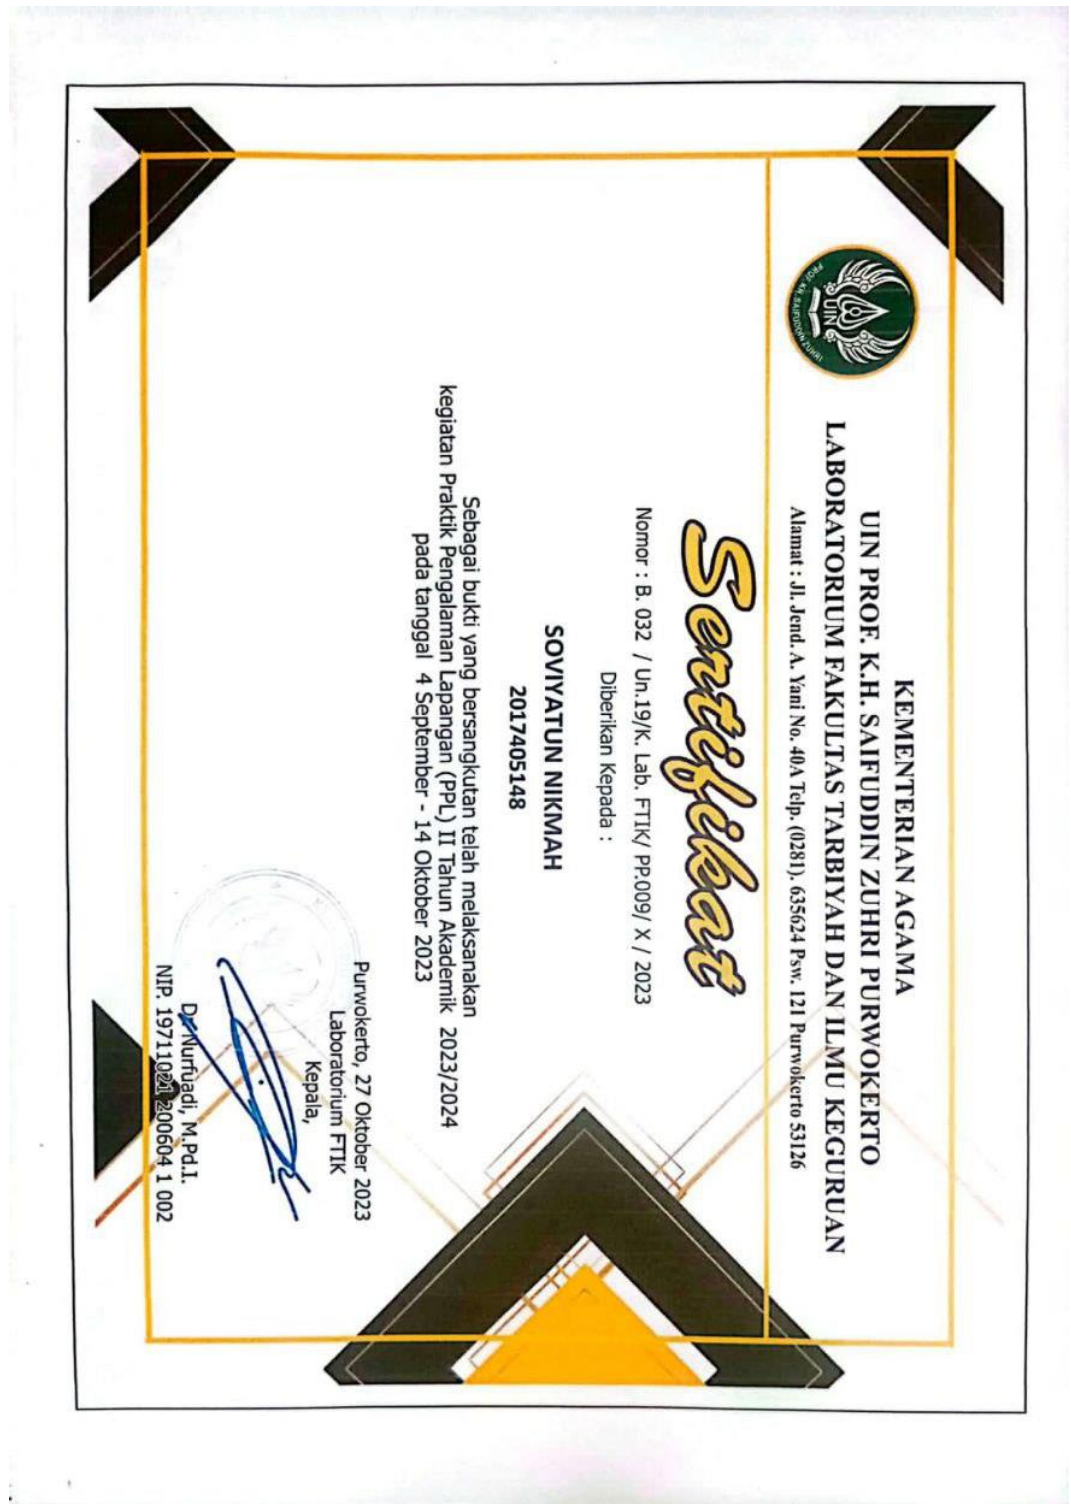 KEMENTERIAN AGAMA
UIN PROF. K.H. SAIFUDDIN ZUHRI PURWOKERTO
LABORATORIUM FAKULTAS TARBIYAH DAN ILMU KEGURUAN
Alamat : Jl. Jend. A. Yani No. 40A Telp. (0281). 635624 Psw. 121 Purwokerto 53126
UIN
PROF. K.H. SAIFUDDIN ZUHRI
Sertifikat
Nomor : B. 032 / Un.19/K. Lab. FTIK/ PP.009/ X / 2023
Diberikan Kepada :
SOVIYATUN NIKMAH
2017405148
Sebagai bukti yang bersangkutan telah melaksanakan
kegiatan Praktik Pengalaman Lapangan (PPL) II Tahun Akademik 2023/2024
pada tanggal 4 September - 14 Oktober 2023
Purwokerto, 27 Oktober 2023
Laboratorium FTIK
Kepala,
Dr. Nurfuadi, M.Pd.I.
NIP. 19711021 200604 1 002